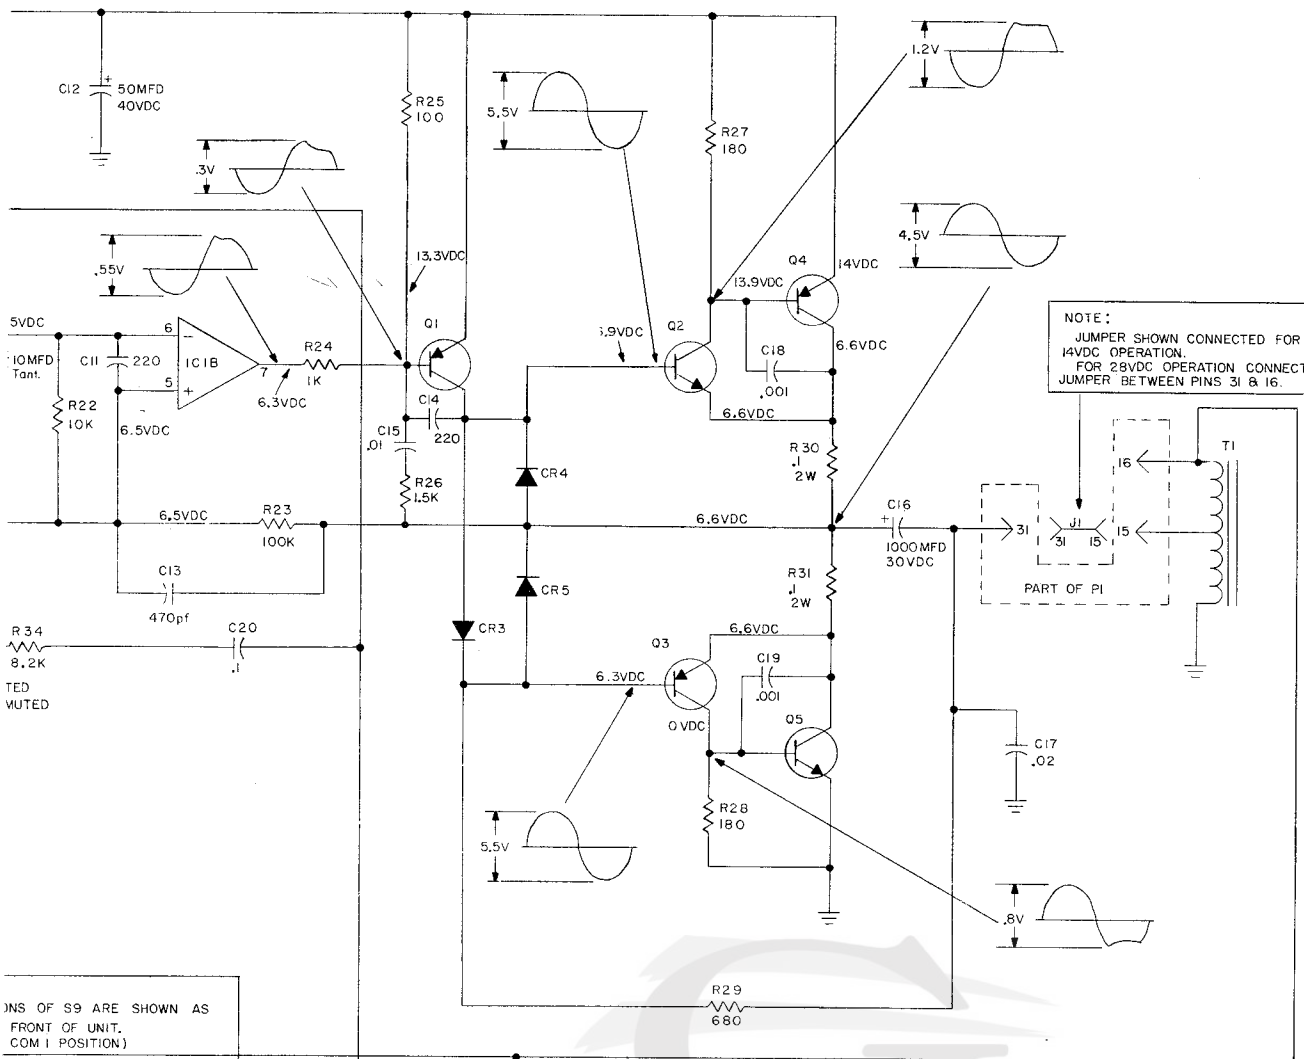 C12
50MFD
40VDC
+
R25
100
5.5V
1.2V
R27
180
.3V
4.5V
.55V
13.3VDC
Q4
14VDC
13.9VDC
Q1
Q2
NOTE:
JUMPER SHOWN CONNECTED FOR
14VDC OPERATION.
FOR 28VDC OPERATION CONNECT
JUMPER BETWEEN PINS 31 & 16.
5VDC
6
R24
6.9VDC
6.6VDC
C18
.001
10MFD
Tant.
C11
220
IC1B
7
1K
5
+
6.3VDC
R22
10K
6.5VDC
C14
220
C15
.01
6.6VDC
R26
1.5K
CR4
R30
.1
2W
16
T1
6.5VDC
R23
100K
6.6VDC
+
C16
1000MFD
30VDC
31
31
J1
15
15
C13
470pf
CR5
R31
.1
2W
PART OF P1
R34
8.2K
C20
.1
CR3
Q3
6.6VDC
C19
.001
TED
MUTED
6.3VDC
0VDC
Q5
C17
.02
R28
180
5.5V
.8V
ONS OF S9 ARE SHOWN AS
FRONT OF UNIT.
COM 1 POSITION)
R29
680